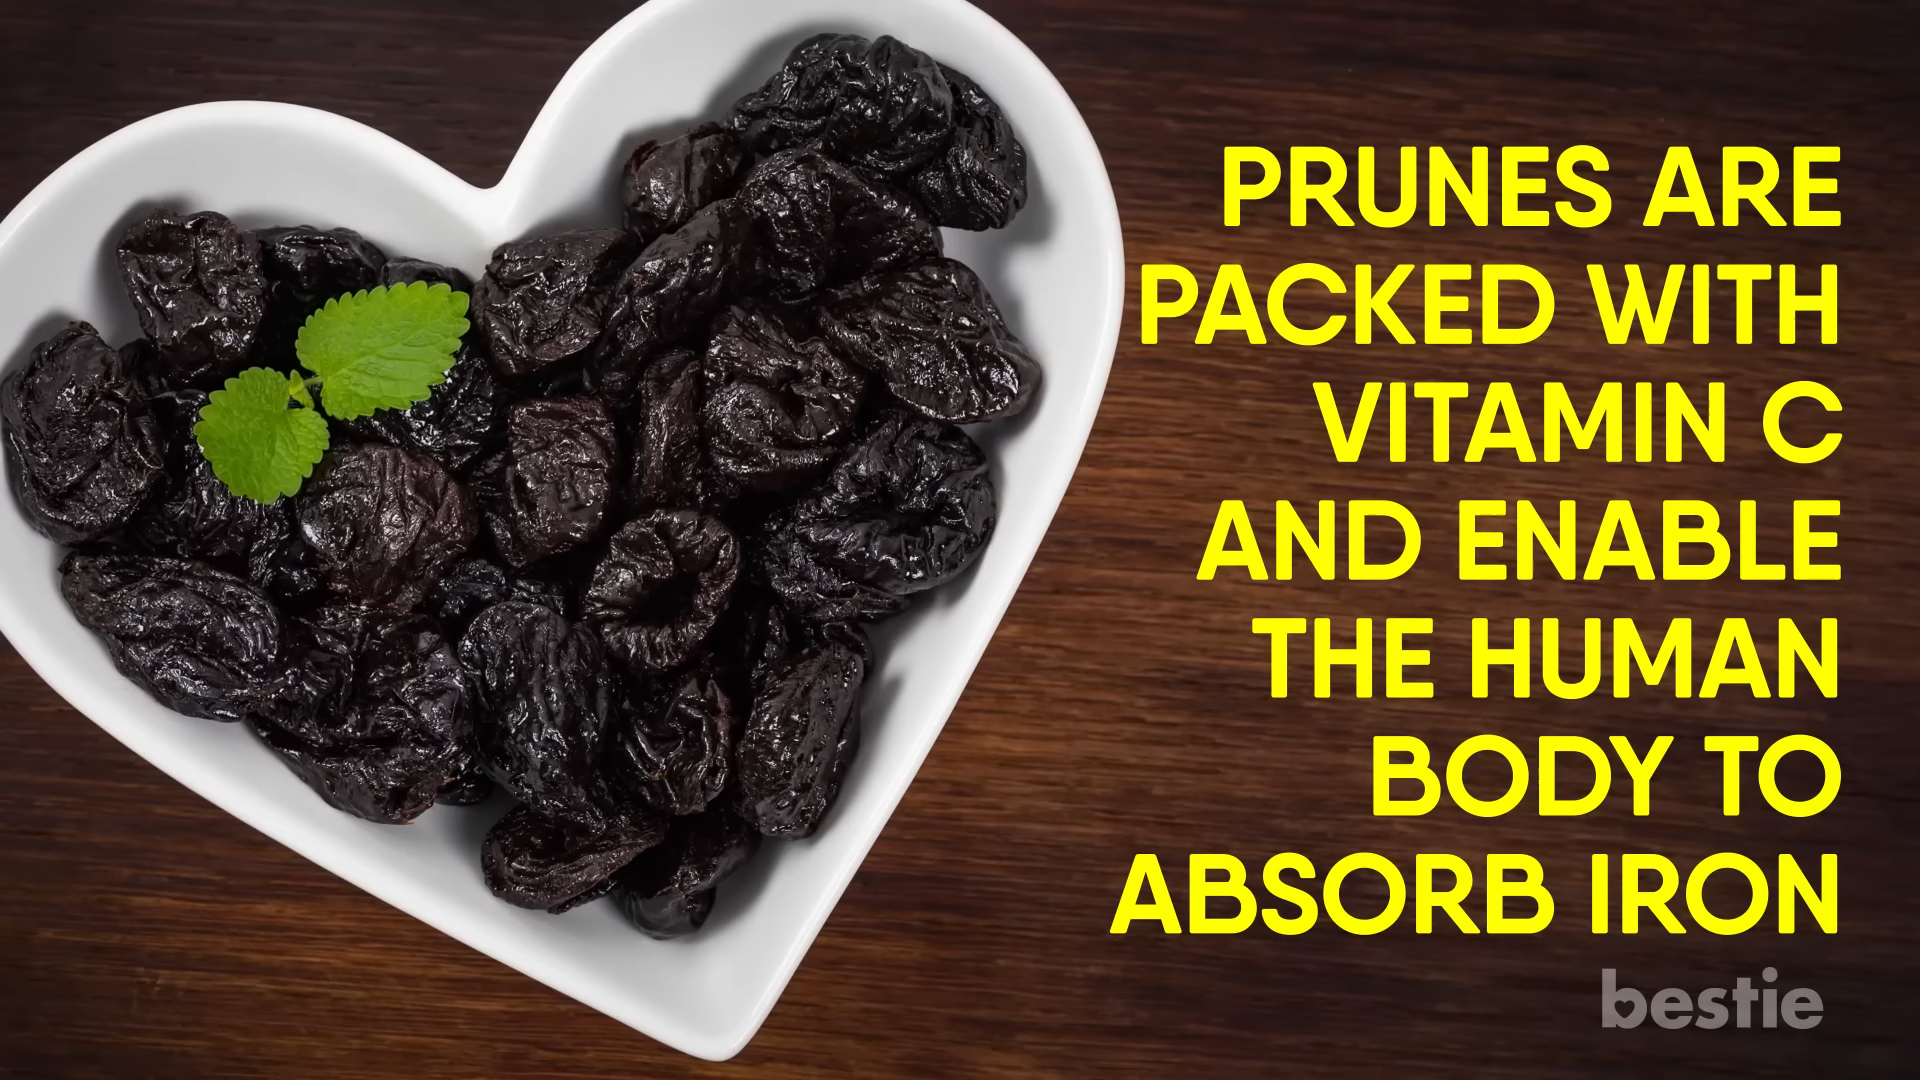 PRUNES ARE
PACKED WITH
VITAMIN C
AND ENABLE
THE HUMAN
BODY TO
ABSORB IRON
bestie